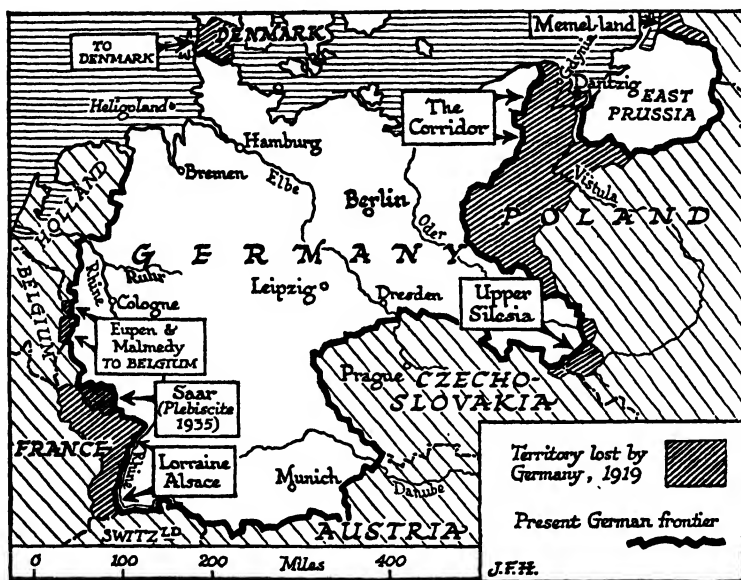 Memel-land
TO
DENMARK
DENMARK
Gdynia
Dantzig
EAST
PRUSSIA
Heligoland
The
Corridor
Hamburg
Bremen
Elbe
HOLLAND
Berlin
Oder
Vistula
POLAND
GERMANY
BELGIUM
Rhine
Ruhr
Cologne
Leipzig
Dresden
Upper
Silesia
Eupen &
Malmedy
TO BELGIUM
Saar
(Plebiscite
1935)
Prague
CZECHO-
SLOVAKIA
FRANCE
Rhine
Lorraine
Alsace
Munich
Danube
SWITZLD
AUSTRIA
Territory lost by
Germany, 1919
Present German frontier
J.F.H.
0 100 200 Miles 300 400